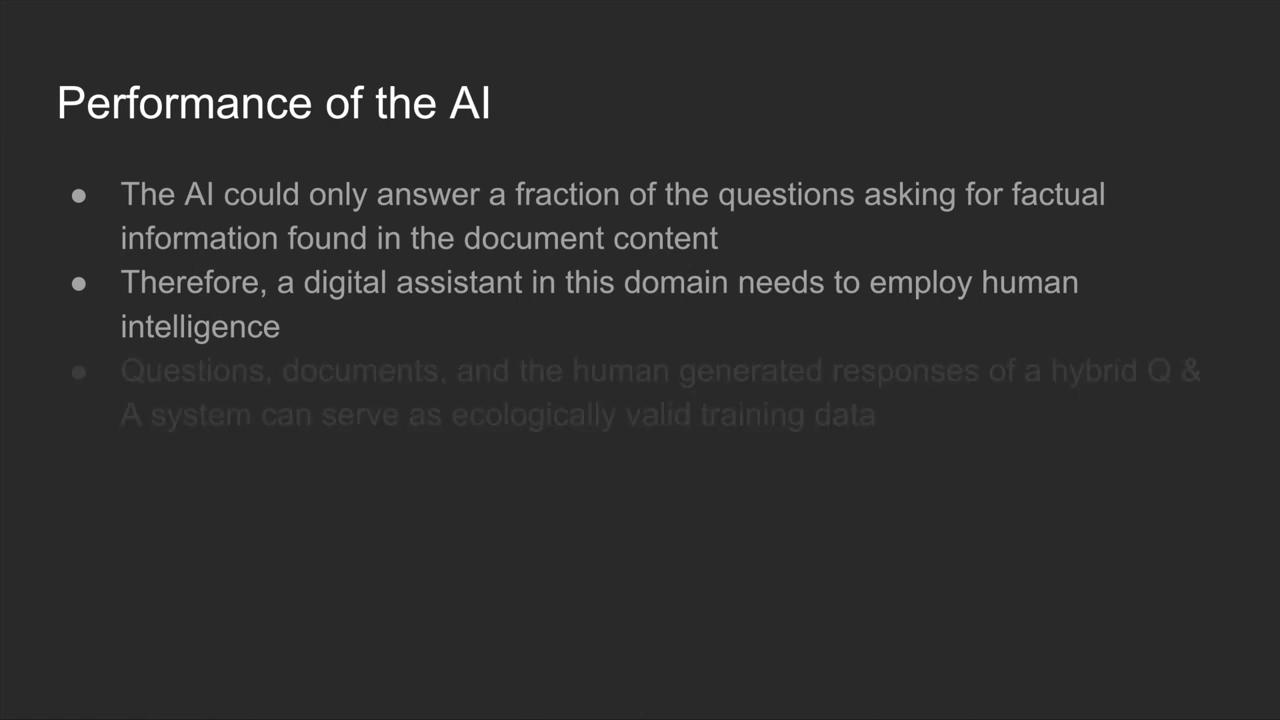 Performance of the AI
● The AI could only answer a fraction of the questions asking for factual
information found in the document content
● Therefore, a digital assistant in this domain needs to employ human
intelligence
● Questions, documents, and the human generated responses of a hybrid Q &
A system can serve as ecologically valid training data